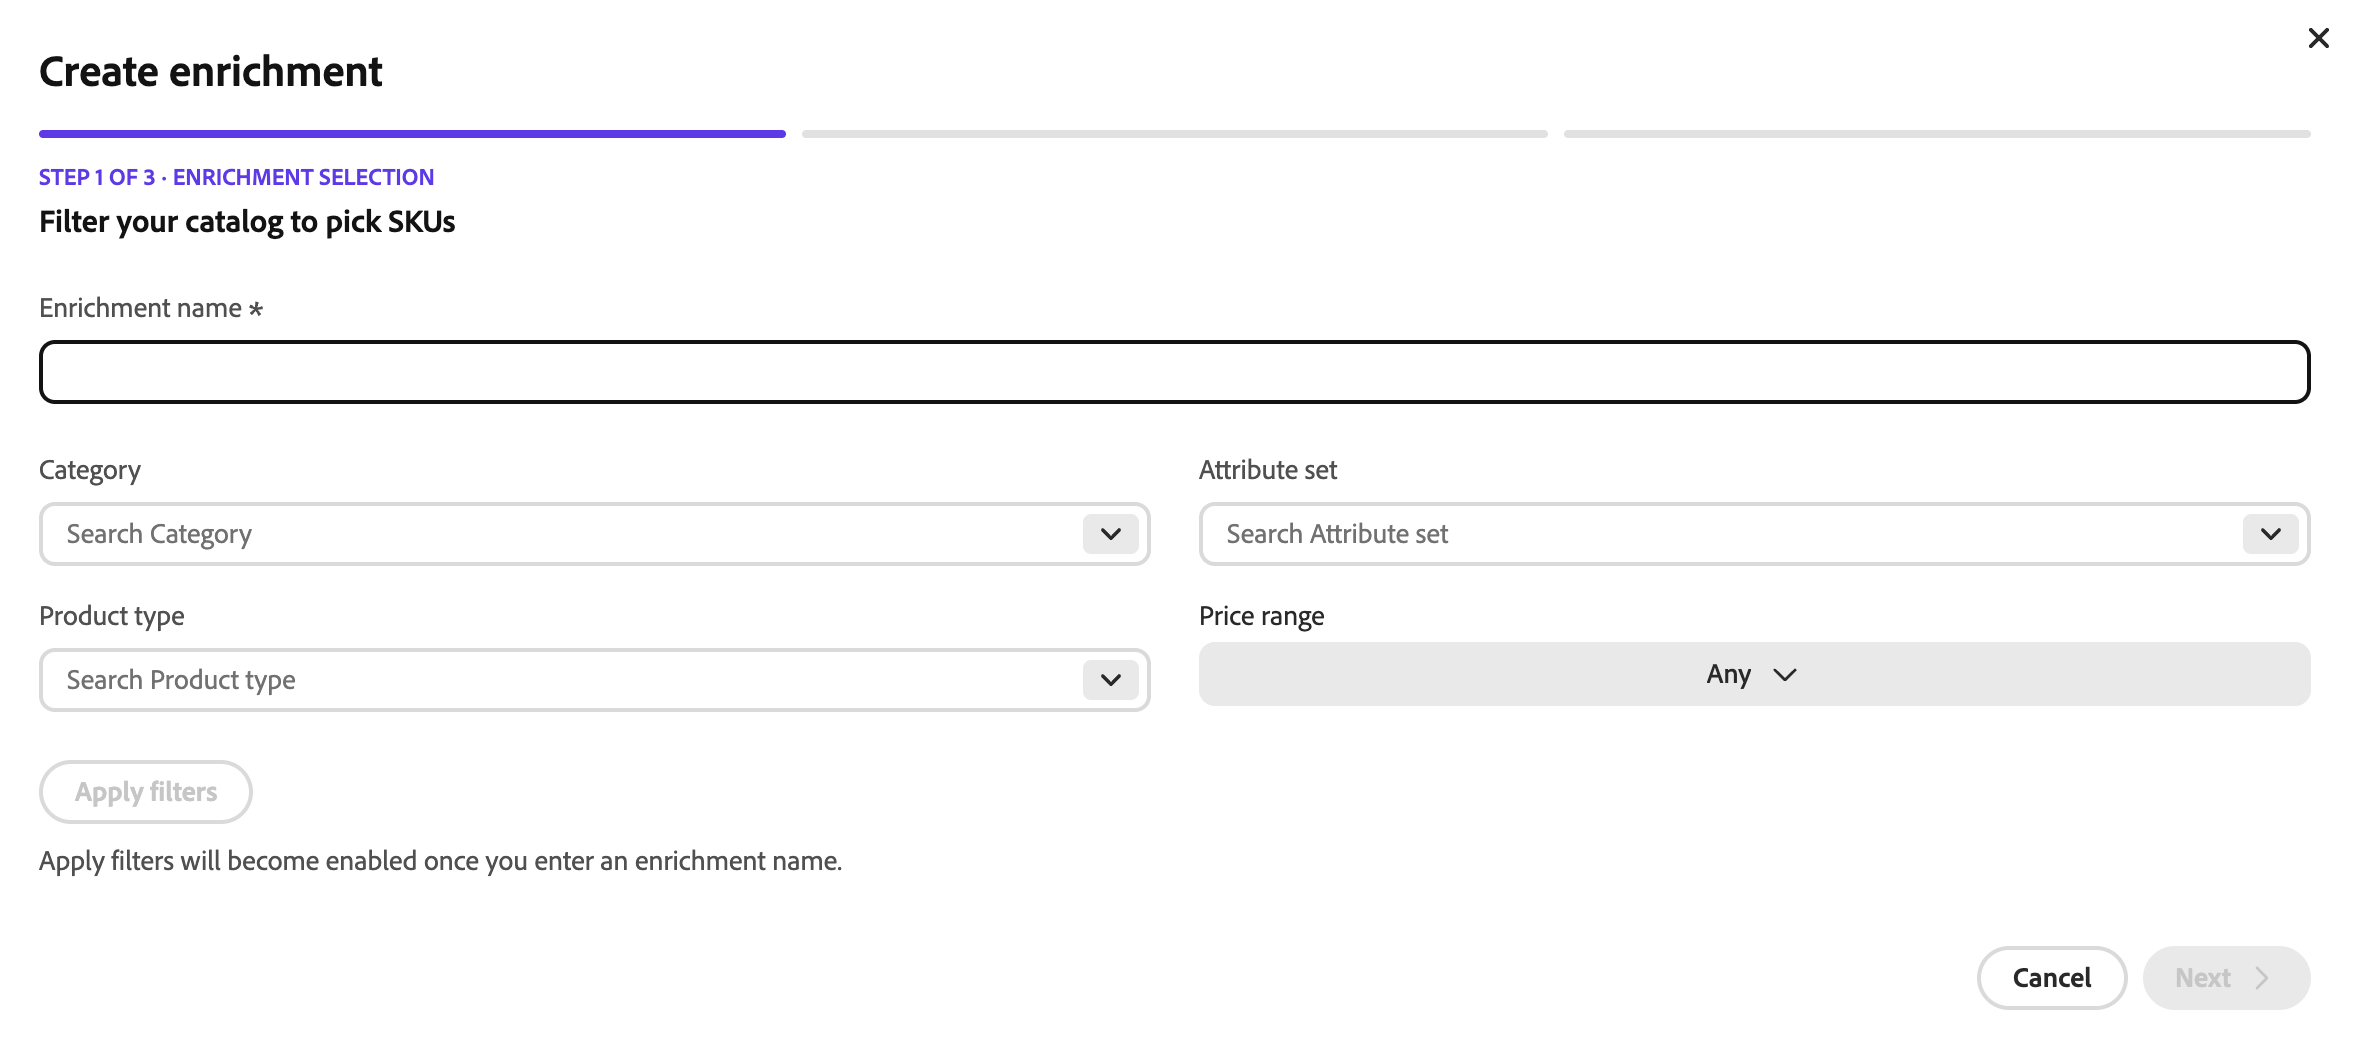 Create enrichment
STEP 1 OF 3 · ENRICHMENT SELECTION
Filter your catalog to pick SKUs
Enrichment name *
Category
Attribute set
Search Category
Search Attribute set
Product type
Price range
Search Product type
Any
Apply filters
Apply filters will become enabled once you enter an enrichment name.
Cancel
Next